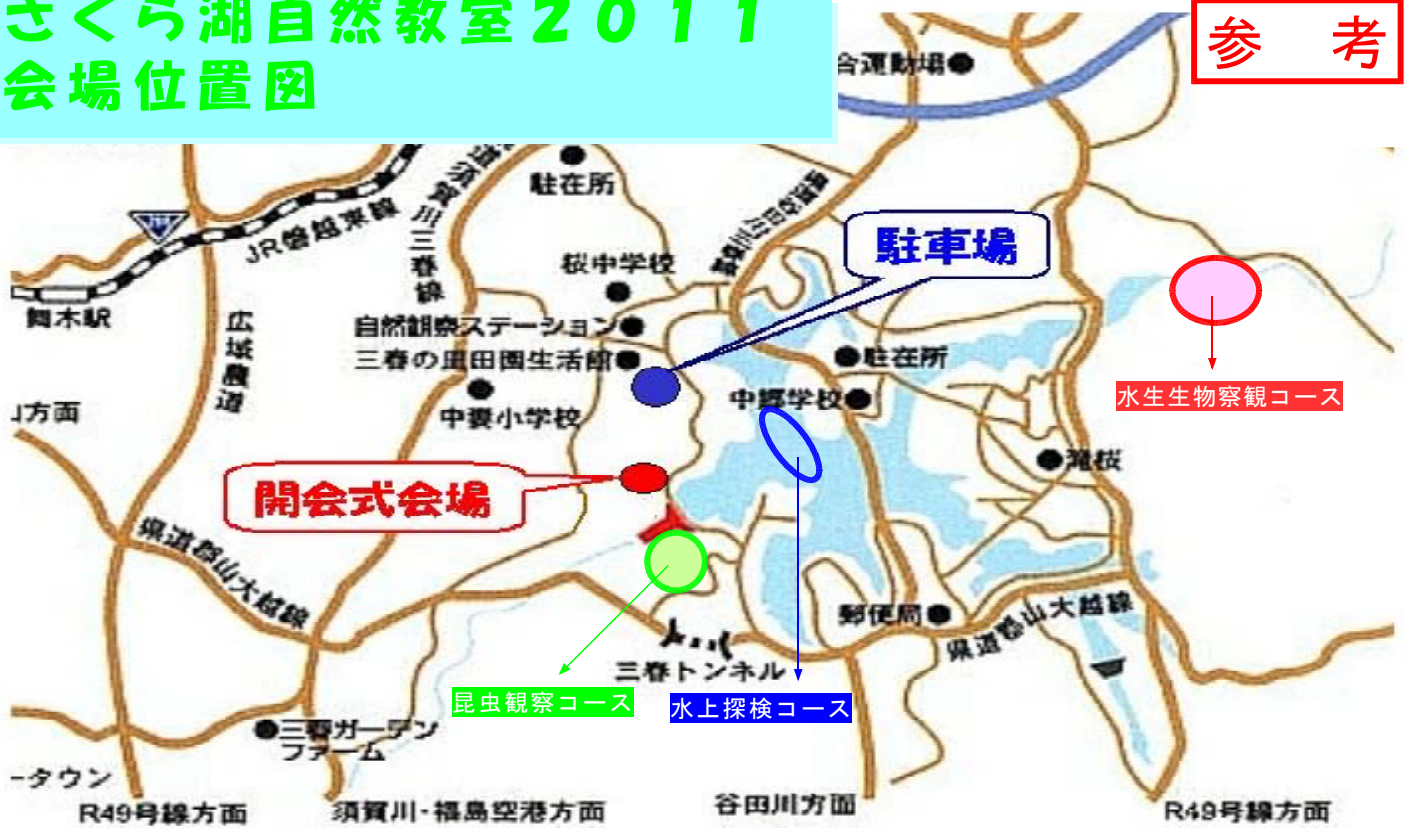 さくら湖自然教室２０１１
会場位置図
参　考
合運動場
駐在所
道須賀川三春線
JR磐越東線
舞木駅
広域農道
桜中学校
自然観察ステーション
三春の里田園生活館
中妻小学校
駐車場
駐在所
中郷学校
水生生物察観コース
滝桜
方面
開会式会場
県道郡山大越線
郵便局
県道郡山大越線
三春トンネル
昆虫観察コース
水上探検コース
三春ガーデン
ファーム
ータウン
R49号線方面
須賀川・福島空港方面
谷田川方面
R49号線方面